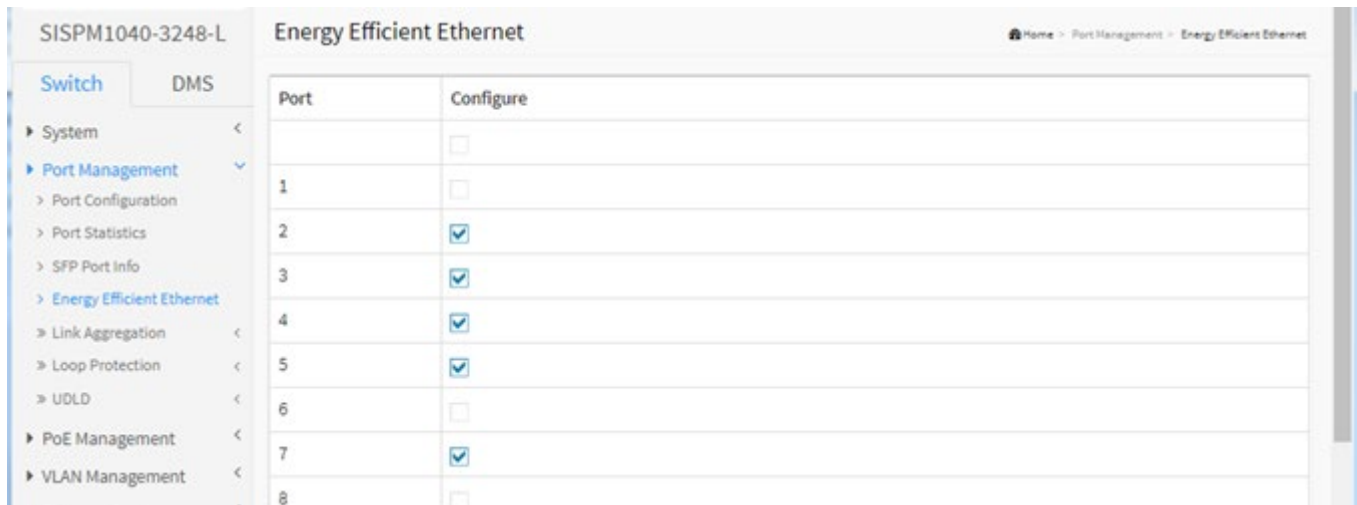 SISPM1040-3248-L
Switch DMS
System
Port Management
Port Configuration
Port Statistics
SFP Port Info
Energy Efficient Ethernet
Link Aggregation
Loop Protection
UDLD
PoE Management
VLAN Management
Energy Efficient Ethernet
Home > Port Management > Energy Efficient Ethernet
Port Configure
1
2
3
4
5
6
7
8